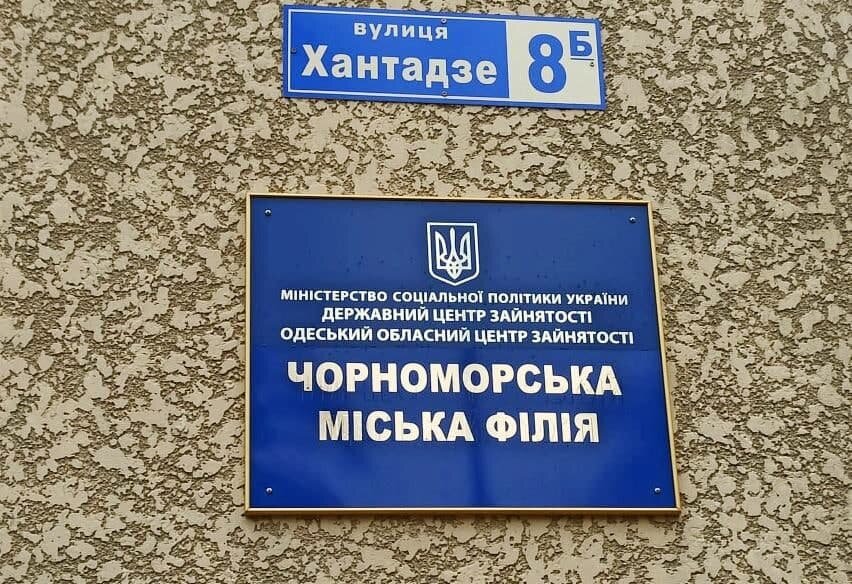 вулиця
Хантадзе
8Б
МІНІСТЕРСТВО СОЦІАЛЬНОЇ ПОЛІТИКИ УКРАЇНИ
ДЕРЖАВНИЙ ЦЕНТР ЗАЙНЯТОСТІ
ОДЕСЬКИЙ ОБЛАСНИЙ ЦЕНТР ЗАЙНЯТОСТІ
ЧОРНОМОРСЬКА
МІСЬКА ФІЛІЯ